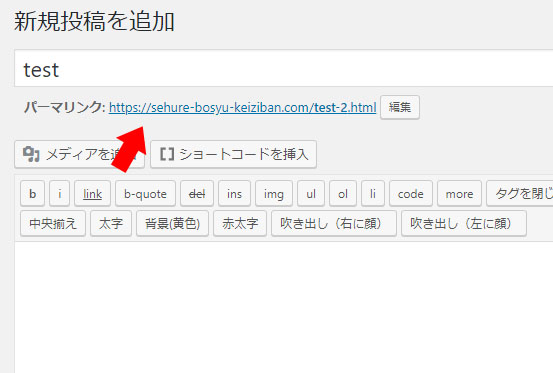 新規投稿を追加
test
パーマリンク: https://sehure-bosyu-keiziban.com/test-2.html 編集
メディアを追 ショートコードを挿入
b i link b-quote del ins img ul ol li code more タグを閉じ
中央揃え 太字 背景(黄色) 赤太字 吹き出し（右に顔） 吹き出し（左に顔）